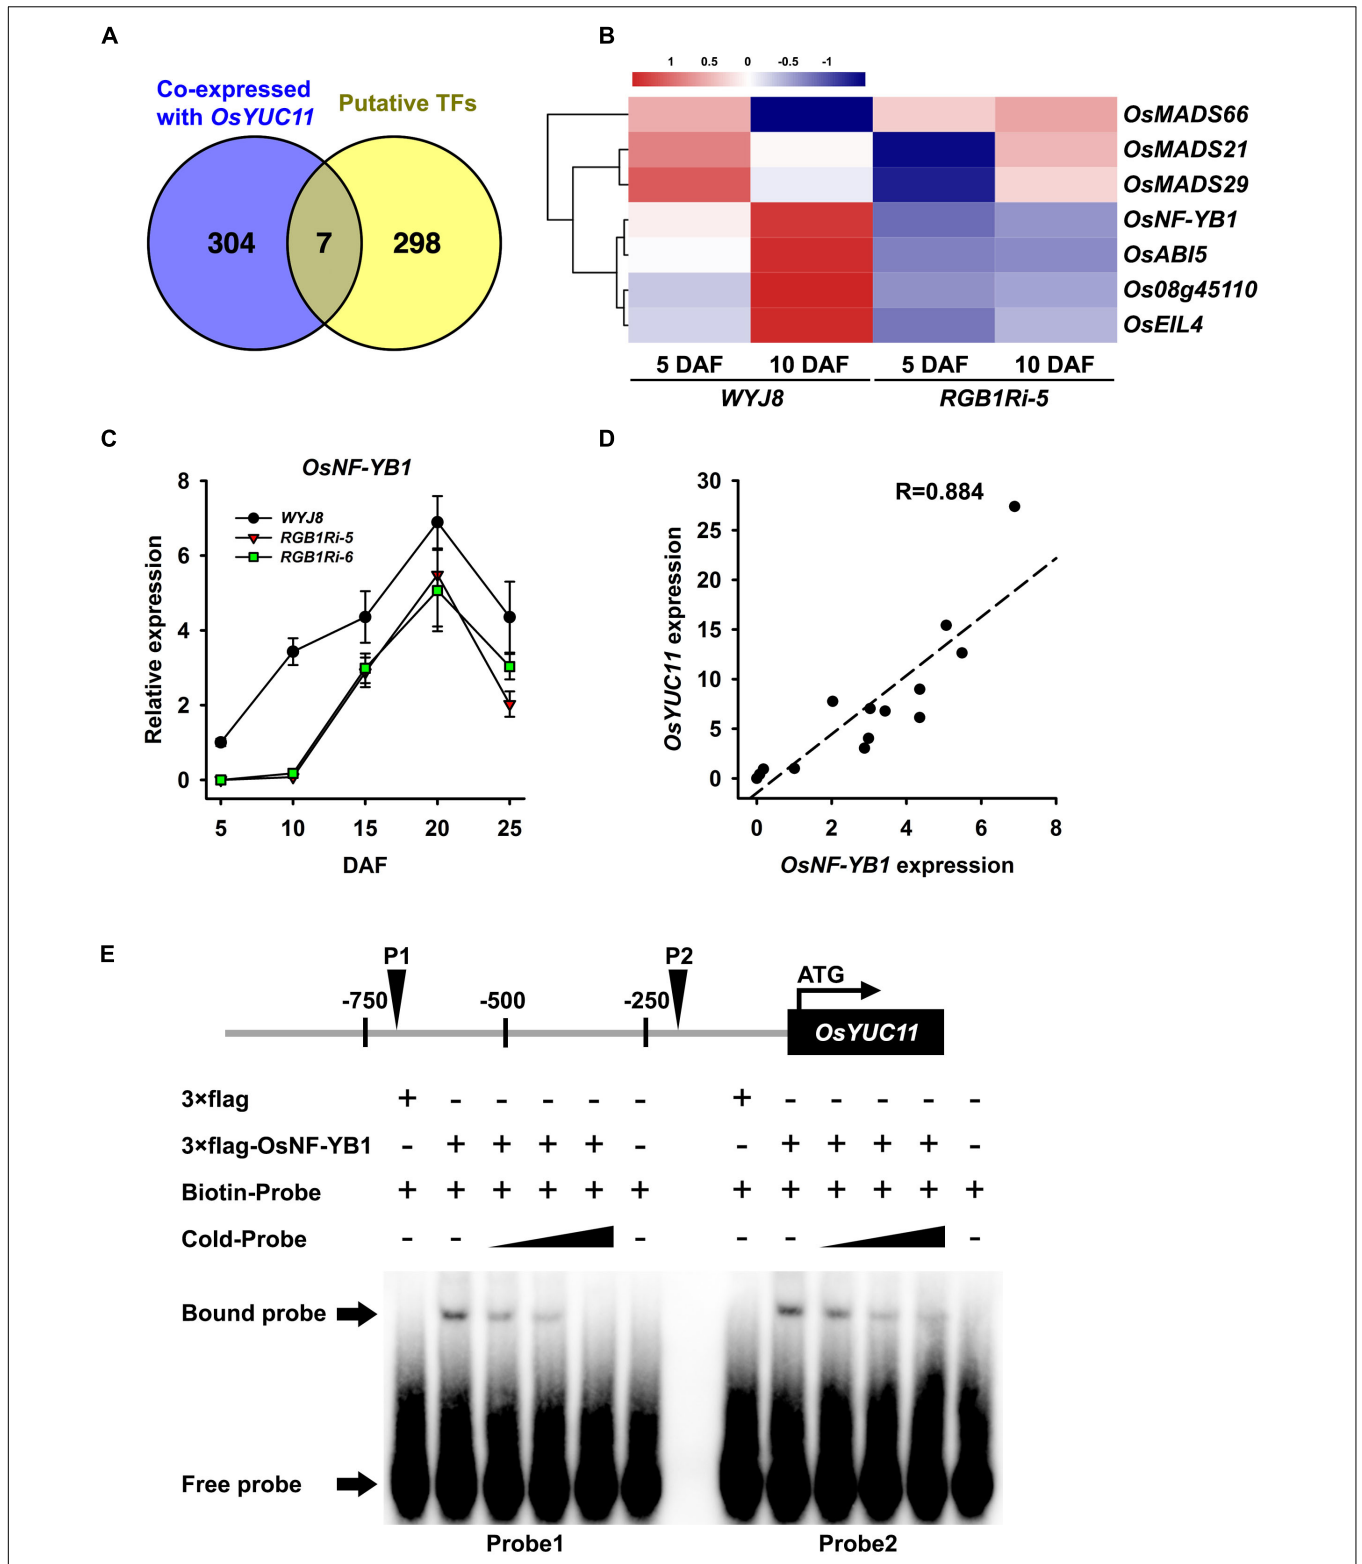 A
Co-expressed
with OsYUC11
Putative TFs
304
7
298
B
1 0.5 0 -0.5 -1
OsMADS66
OsMADS21
OsMADS29
OsNF-YB1
OsABI5
Os08g45110
OsEIL4
5 DAF 10 DAF 5 DAF 10 DAF
WYJ8 RGB1Ri-5
C
OsNF-YB1
WYJ8
RGB1Ri-5
RGB1Ri-6
Relative expression
8
6
4
2
0
5 10 15 20 25
DAF
D
R=0.884
OsYUC11 expression
30
25
20
15
10
5
0
0 2 4 6 8
OsNF-YB1 expression
E
P1 P2
-750 -500 -250 ATG
OsYUC11
3×flag + - - - - - + - - - - -
3×flag-OsNF-YB1 - + + + + - - + + + + -
Biotin-Probe + + + + + + + + + + + +
Cold-Probe - - - - - -
Bound probe
Free probe
Probe1 Probe2